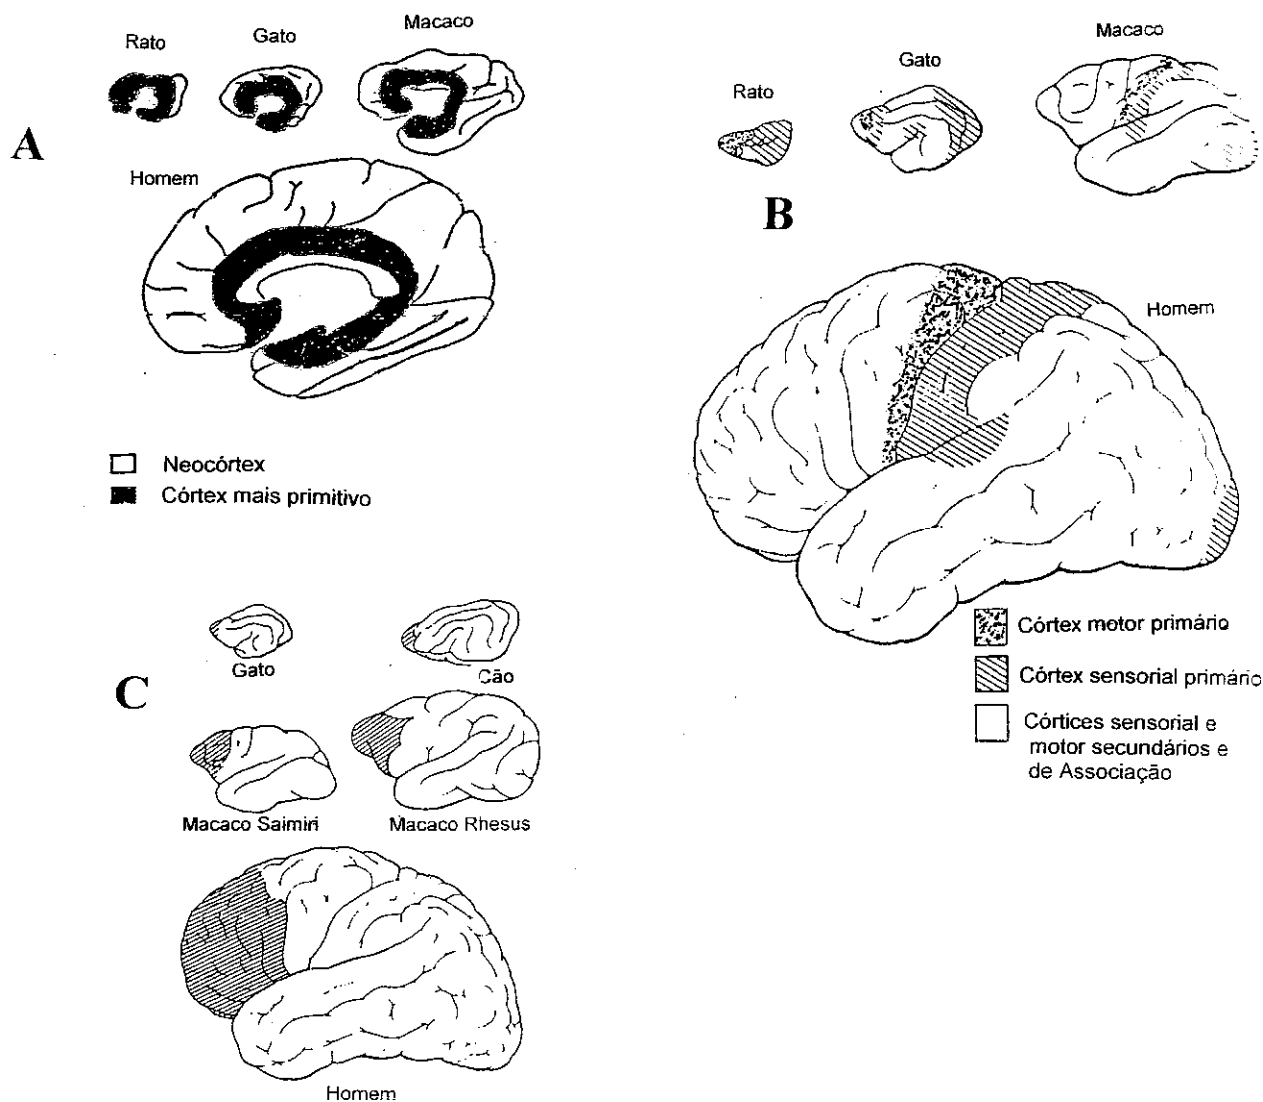 A
Rato
Gato
Macaco
Homem
Neocórtex
Córtex mais primitivo
B
Rato
Gato
Macaco
Homem
Córtex motor primário
Córtex sensorial primário
Córtices sensorial e
motor secundários e
de Associação
C
Gato
Cão
Macaco Saimiri
Macaco Rhesus
Homem